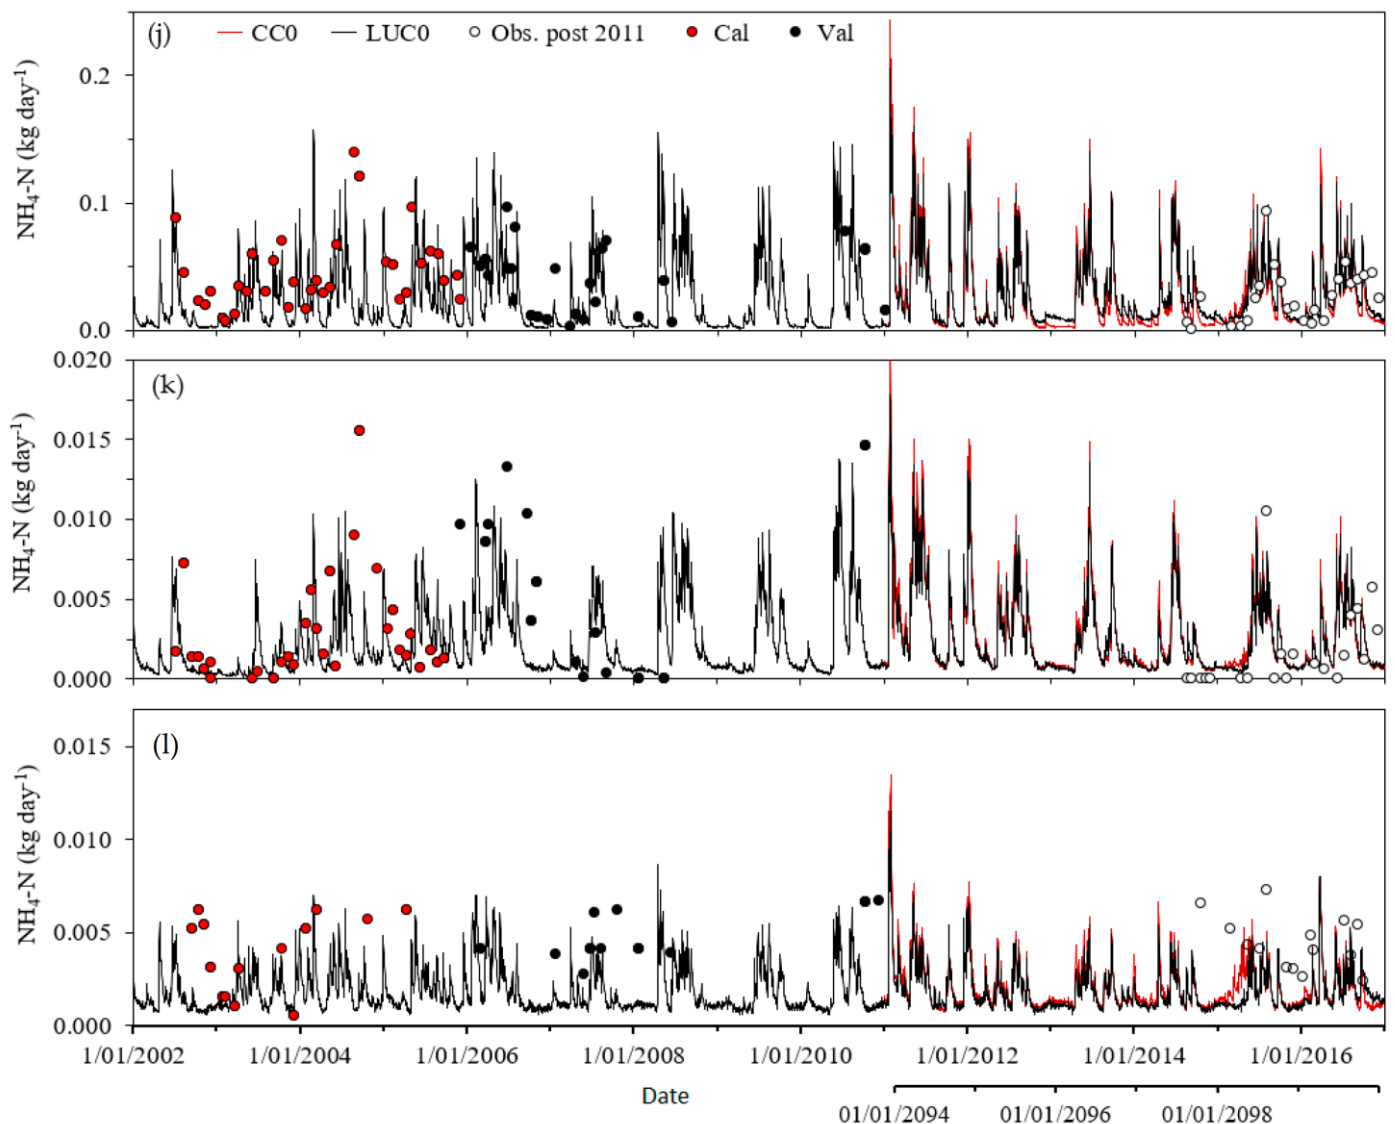 (j) CC0 LUC0 Obs. post 2011 Cal Val
NH₄-N (kg day⁻¹)
0.2
0.1
0.0
(k)
NH₄-N (kg day⁻¹)
0.020
0.015
0.010
0.005
0.000
(l)
NH₄-N (kg day⁻¹)
0.015
0.010
0.005
0.000
1/01/2002 1/01/2004 1/01/2006 1/01/2008 1/01/2010 1/01/2012 1/01/2014 1/01/2016
Date
01/01/2094 01/01/2096 01/01/2098